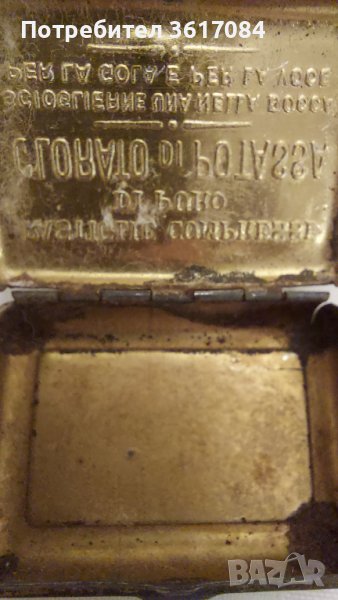 Потребител 3617084
PASTIGLIE COMPRESSE
DI PURO
CLORATO DI POTASSA
SCIOGLIERNE UNA NELLA BOCCA
PER LA GOLA E PER LA VOCE
BAZAR